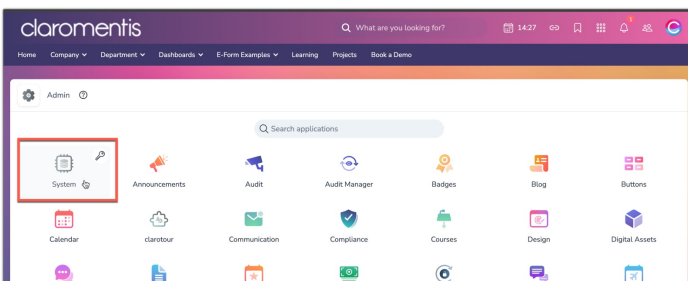 claromentis
What are you looking for?
14:27
1
Home Company Department Dashboards E-Form Examples Learning Projects Book a Demo
Admin
Search applications
System Announcements Audit Audit Manager Badges Blog Buttons
Calendar clarotour Communication Compliance Courses Design Digital Assets